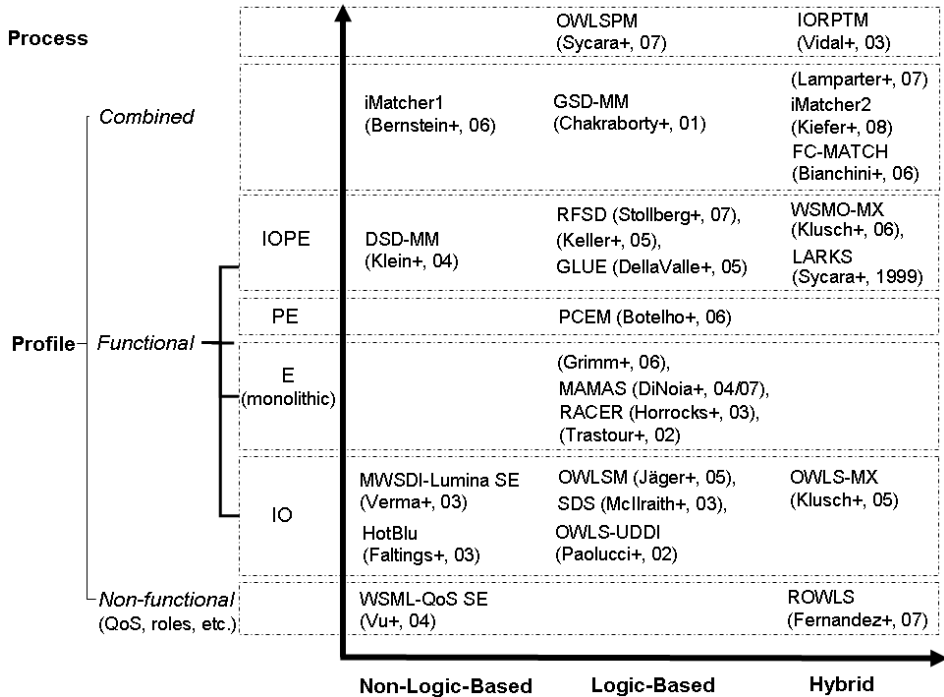 Process
OWLSPM
(Sycara+, 07)
IORPTM
(Vidal+, 03)
Combined
iMatcher1
(Bernstein+, 06)
GSD-MM
(Chakraborty+, 01)
(Lamparter+, 07)
iMatcher2
(Kiefer+, 08)
FC-MATCH
(Bianchini+, 06)
Profile
Functional
IOPE
DSD-MM
(Klein+, 04)
RFSD (Stollberg+, 07),
(Keller+, 05),
GLUE (DellaValle+, 05)
WSMO-MX
(Klusch+, 06),
LARKS
(Sycara+, 1999)
PE
PCEM (Botelho+, 06)
E
(monolithic)
(Grimm+, 06),
MAMAS (DiNoia+, 04/07),
RACER (Horrocks+, 03),
(Trastour+, 02)
IO
MWSDI-Lumina SE
(Verma+, 03)
HotBlu
(Faltings+, 03)
OWLSM (Jäger+, 05),
SDS (McIlraith+, 03),
OWLS-UDDI
(Paolucci+, 02)
OWLS-MX
(Klusch+, 05)
Non-functional
(QoS, roles, etc.)
WSML-QoS SE
(Vu+, 04)
ROWLS
(Fernandez+, 07)
Non-Logic-Based
Logic-Based
Hybrid